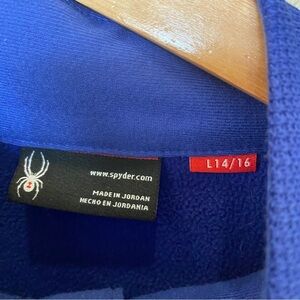 www.spyder.com
L14/16
MADE IN JORDAN
HECHO EN JORDANIA